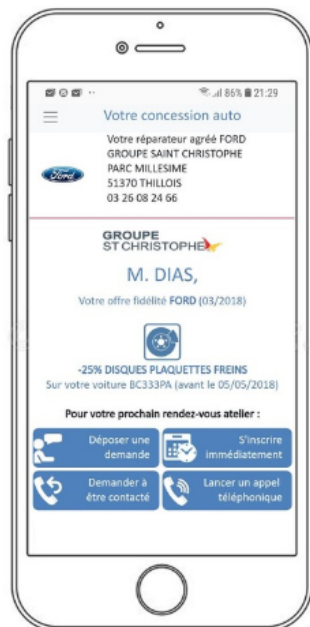 86% 21:29
Votre concession auto
Votre réparateur agréé FORD
GROUPE SAINT CHRISTOPHE
PARC MILLESIME
51370 THILLOIS
03 26 08 24 66
Ford
GROUPE
ST CHRISTOPHE
M. DIAS,
Votre offre fidélité FORD (03/2018)
-25% DISQUES PLAQUETTES FREINS
Sur votre voiture BC333PA (avant le 05/05/2018)
Pour votre prochain rendez-vous atelier :
Déposer une
demande
S'inscrire
immédiatement
Demander à
être contacté
Lancer un appel
téléphonique